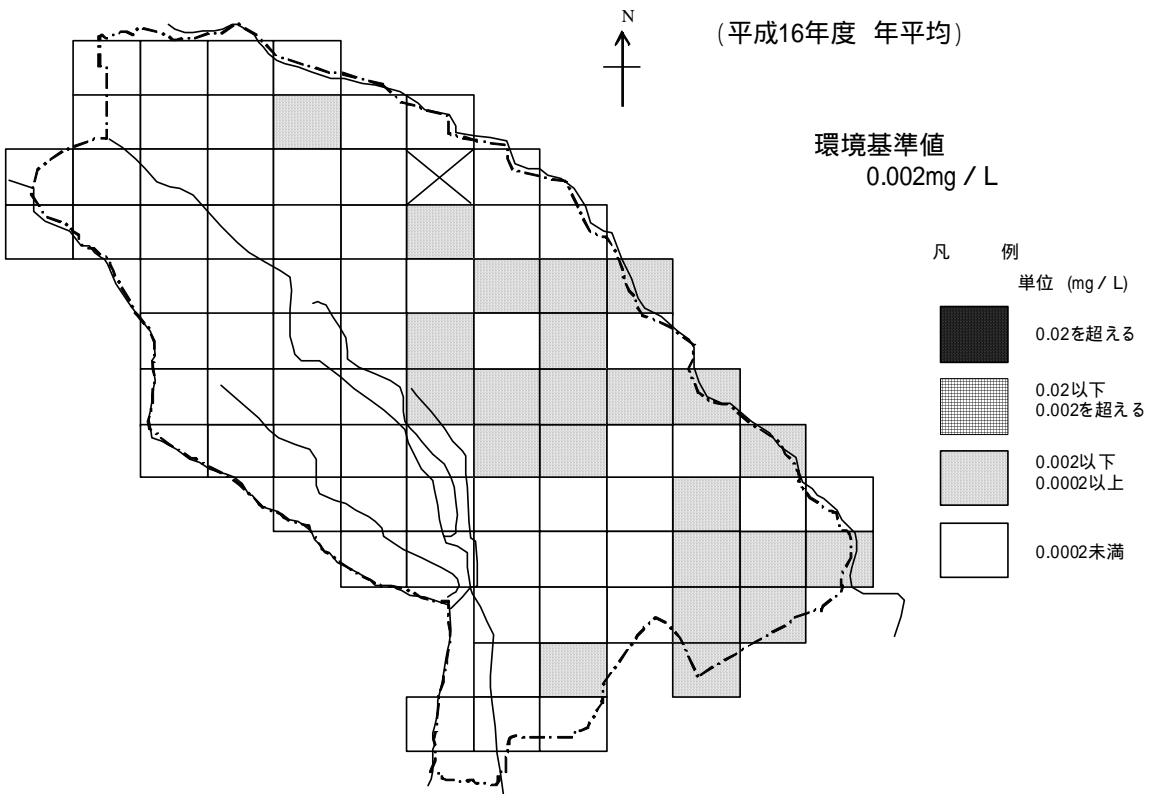 N
(平成16年度 年平均)
環境基準値
0.002mg / L
凡 例
単位 (mg / L)
0.02を超える
0.02以下
0.002を超える
0.002以下
0.0002以上
0.0002未満